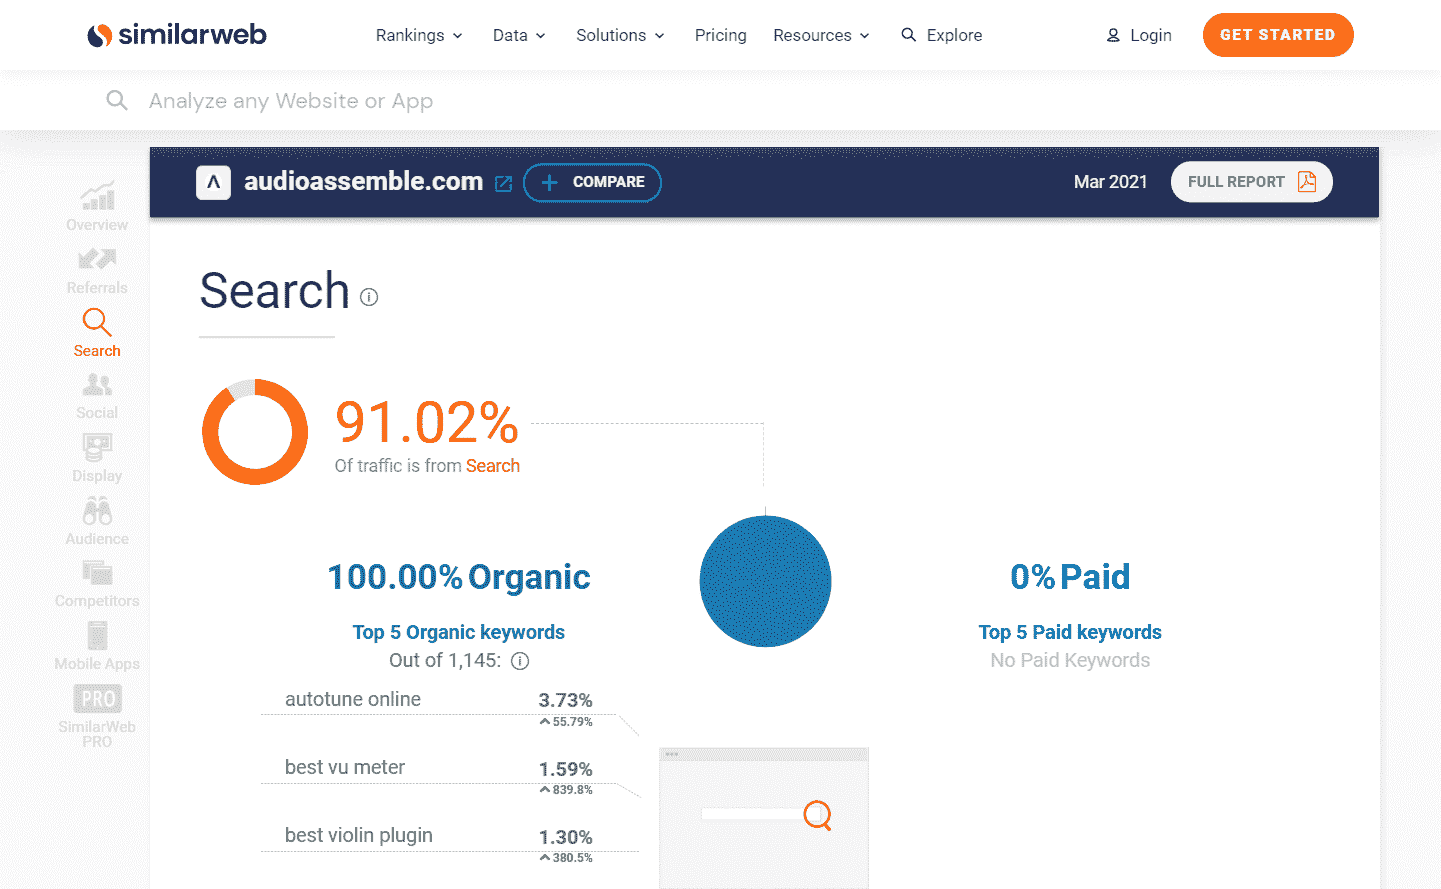 similarweb
Rankings Data Solutions Pricing Resources Explore Login GET STARTED
Analyze any Website or App
audioassemble.com COMPARE Mar 2021 FULL REPORT
Overview
Referrals
Search
Social
Display
Audience
Competitors
Mobile Apps
PRO
SimilarWeb
PRO
Search
91.02%
Of traffic is from Search
100.00% Organic
Top 5 Organic keywords
Out of 1,145:
autotune online 3.73%
55.79%
best vu meter 1.59%
839.8%
best violin plugin 1.30%
380.5%
0% Paid
Top 5 Paid keywords
No Paid Keywords